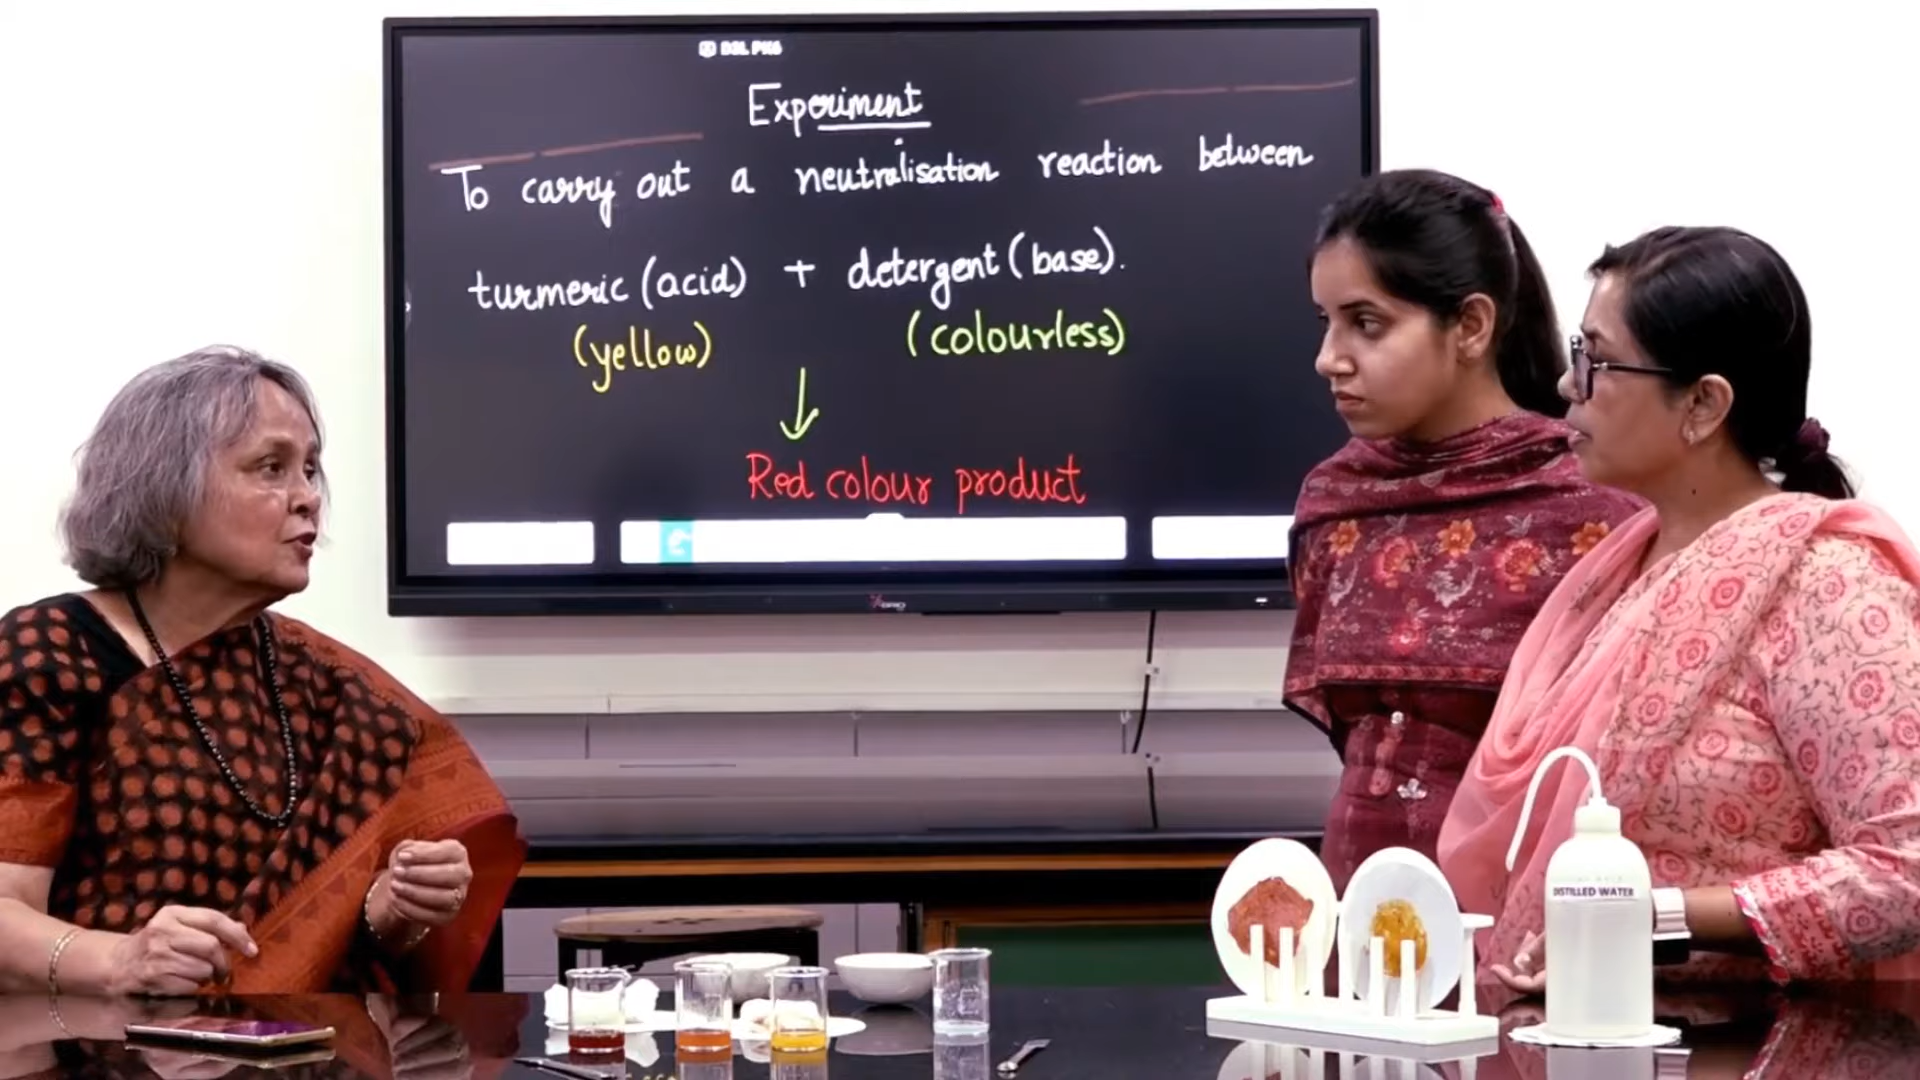 Experiment
To carry out a neutralisation reaction between
turmeric (acid) + detergent (base).
(yellow) (colourless)
Red colour product
DISTILLED WATER